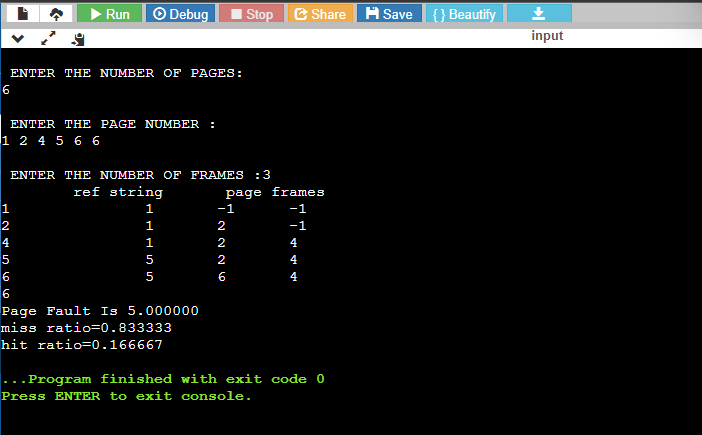 Run Debug Stop Share Save { } Beautify
input
ENTER THE NUMBER OF PAGES:
6
ENTER THE PAGE NUMBER :
1 2 4 5 6 6
ENTER THE NUMBER OF FRAMES :3
ref string page frames
1 1 -1 -1
2 1 2 -1
4 1 2 4
5 5 2 4
6 5 6 4
6
Page Fault Is 5.000000
miss ratio=0.833333
hit ratio=0.166667
...Program finished with exit code 0
Press ENTER to exit console.